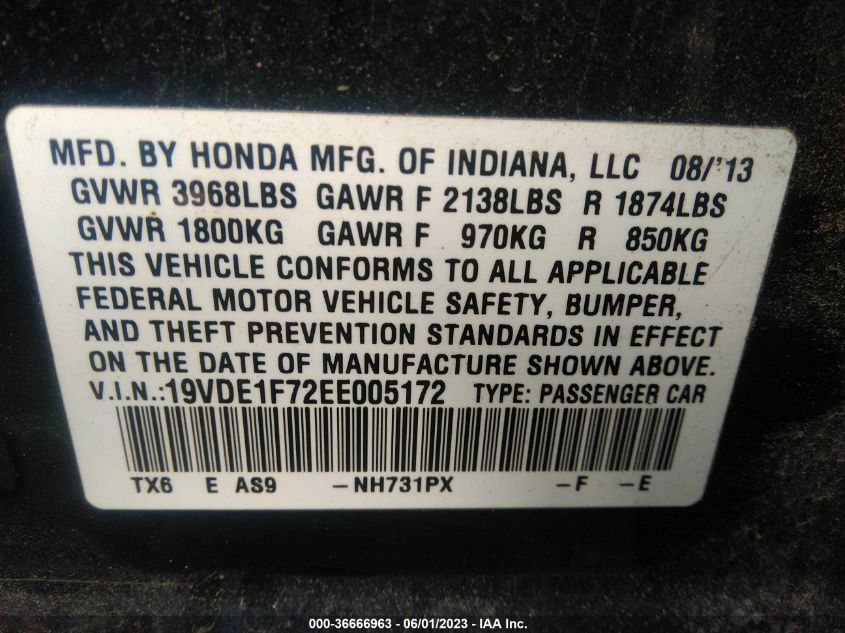 MFD. BY HONDA MFG. OF INDIANA, LLC 08/'13
GVWR 3968LBS GAWR F 2138LBS R 1874LBS
GVWR 1800KG GAWR F 970KG R 850KG
THIS VEHICLE CONFORMS TO ALL APPLICABLE
FEDERAL MOTOR VEHICLE SAFETY, BUMPER,
AND THEFT PREVENTION STANDARDS IN EFFECT
ON THE DATE OF MANUFACTURE SHOWN ABOVE.
V.I.N.:19VDE1F72EE005172 TYPE: PASSENGER CAR
TX6 E AS9 -NH731PX -F -E
000-36666963 - 06/01/2023 - IAA Inc.